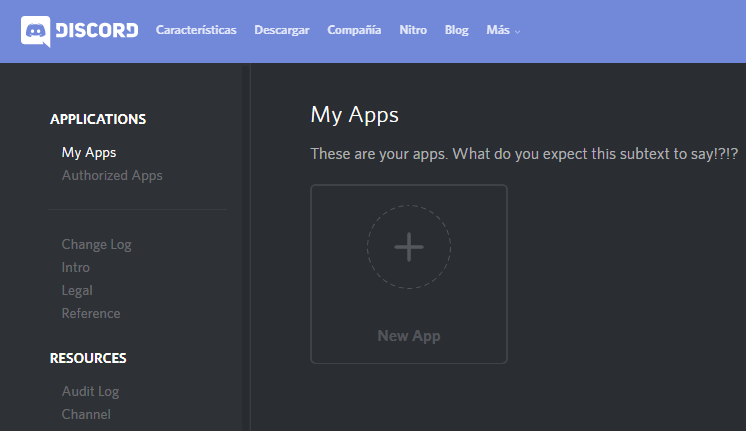 DISCORD Características Descargar Compañía Nitro Blog Más
APPLICATIONS
My Apps
Authorized Apps
Change Log
Intro
Legal
Reference
RESOURCES
Audit Log
Channel
My Apps
These are your apps. What do you expect this subtext to say!?!?
New App